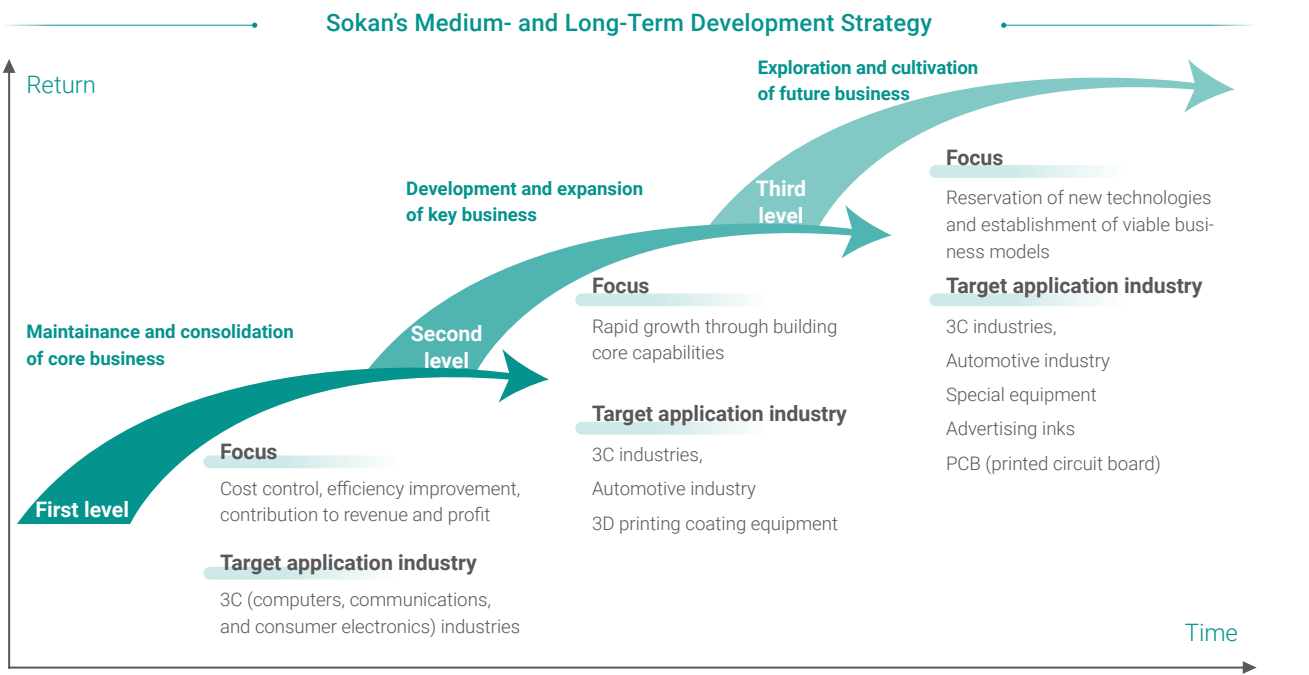 Sokan's Medium- and Long-Term Development Strategy
Return
Maintainance and consolidation
of core business
First level
Focus
Cost control, efficiency improvement,
contribution to revenue and profit
Target application industry
3C (computers, communications,
and consumer electronics) industries
Development and expansion
of key business
Second
level
Focus
Rapid growth through building
core capabilities
Target application industry
3C industries,
Automotive industry
3D printing coating equipment
Exploration and cultivation
of future business
Third
level
Focus
Reservation of new technologies
and establishment of viable busi-
ness models
Target application industry
3C industries,
Automotive industry
Special equipment
Advertising inks
PCB (printed circuit board)
Time